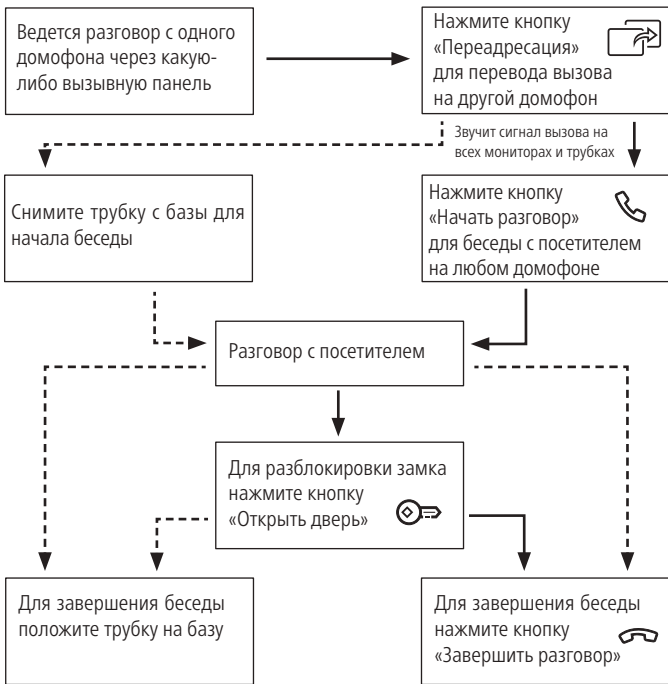 Ведется разговор с одного
домофона через какую-
либо вызывную панель
Нажмите кнопку
«Переадресация»
для перевода вызова
на другой домофон
Звучит сигнал вызова на
всех мониторах и трубках
Снимите трубку с базы для
начала беседы
Нажмите кнопку
«Начать разговор»
для беседы с посетителем
на любом домофоне
Разговор с посетителем
Для разблокировки замка
нажмите кнопку
«Открыть дверь»
Для завершения беседы
положите трубку на базу
Для завершения беседы
нажмите кнопку
«Завершить разговор»